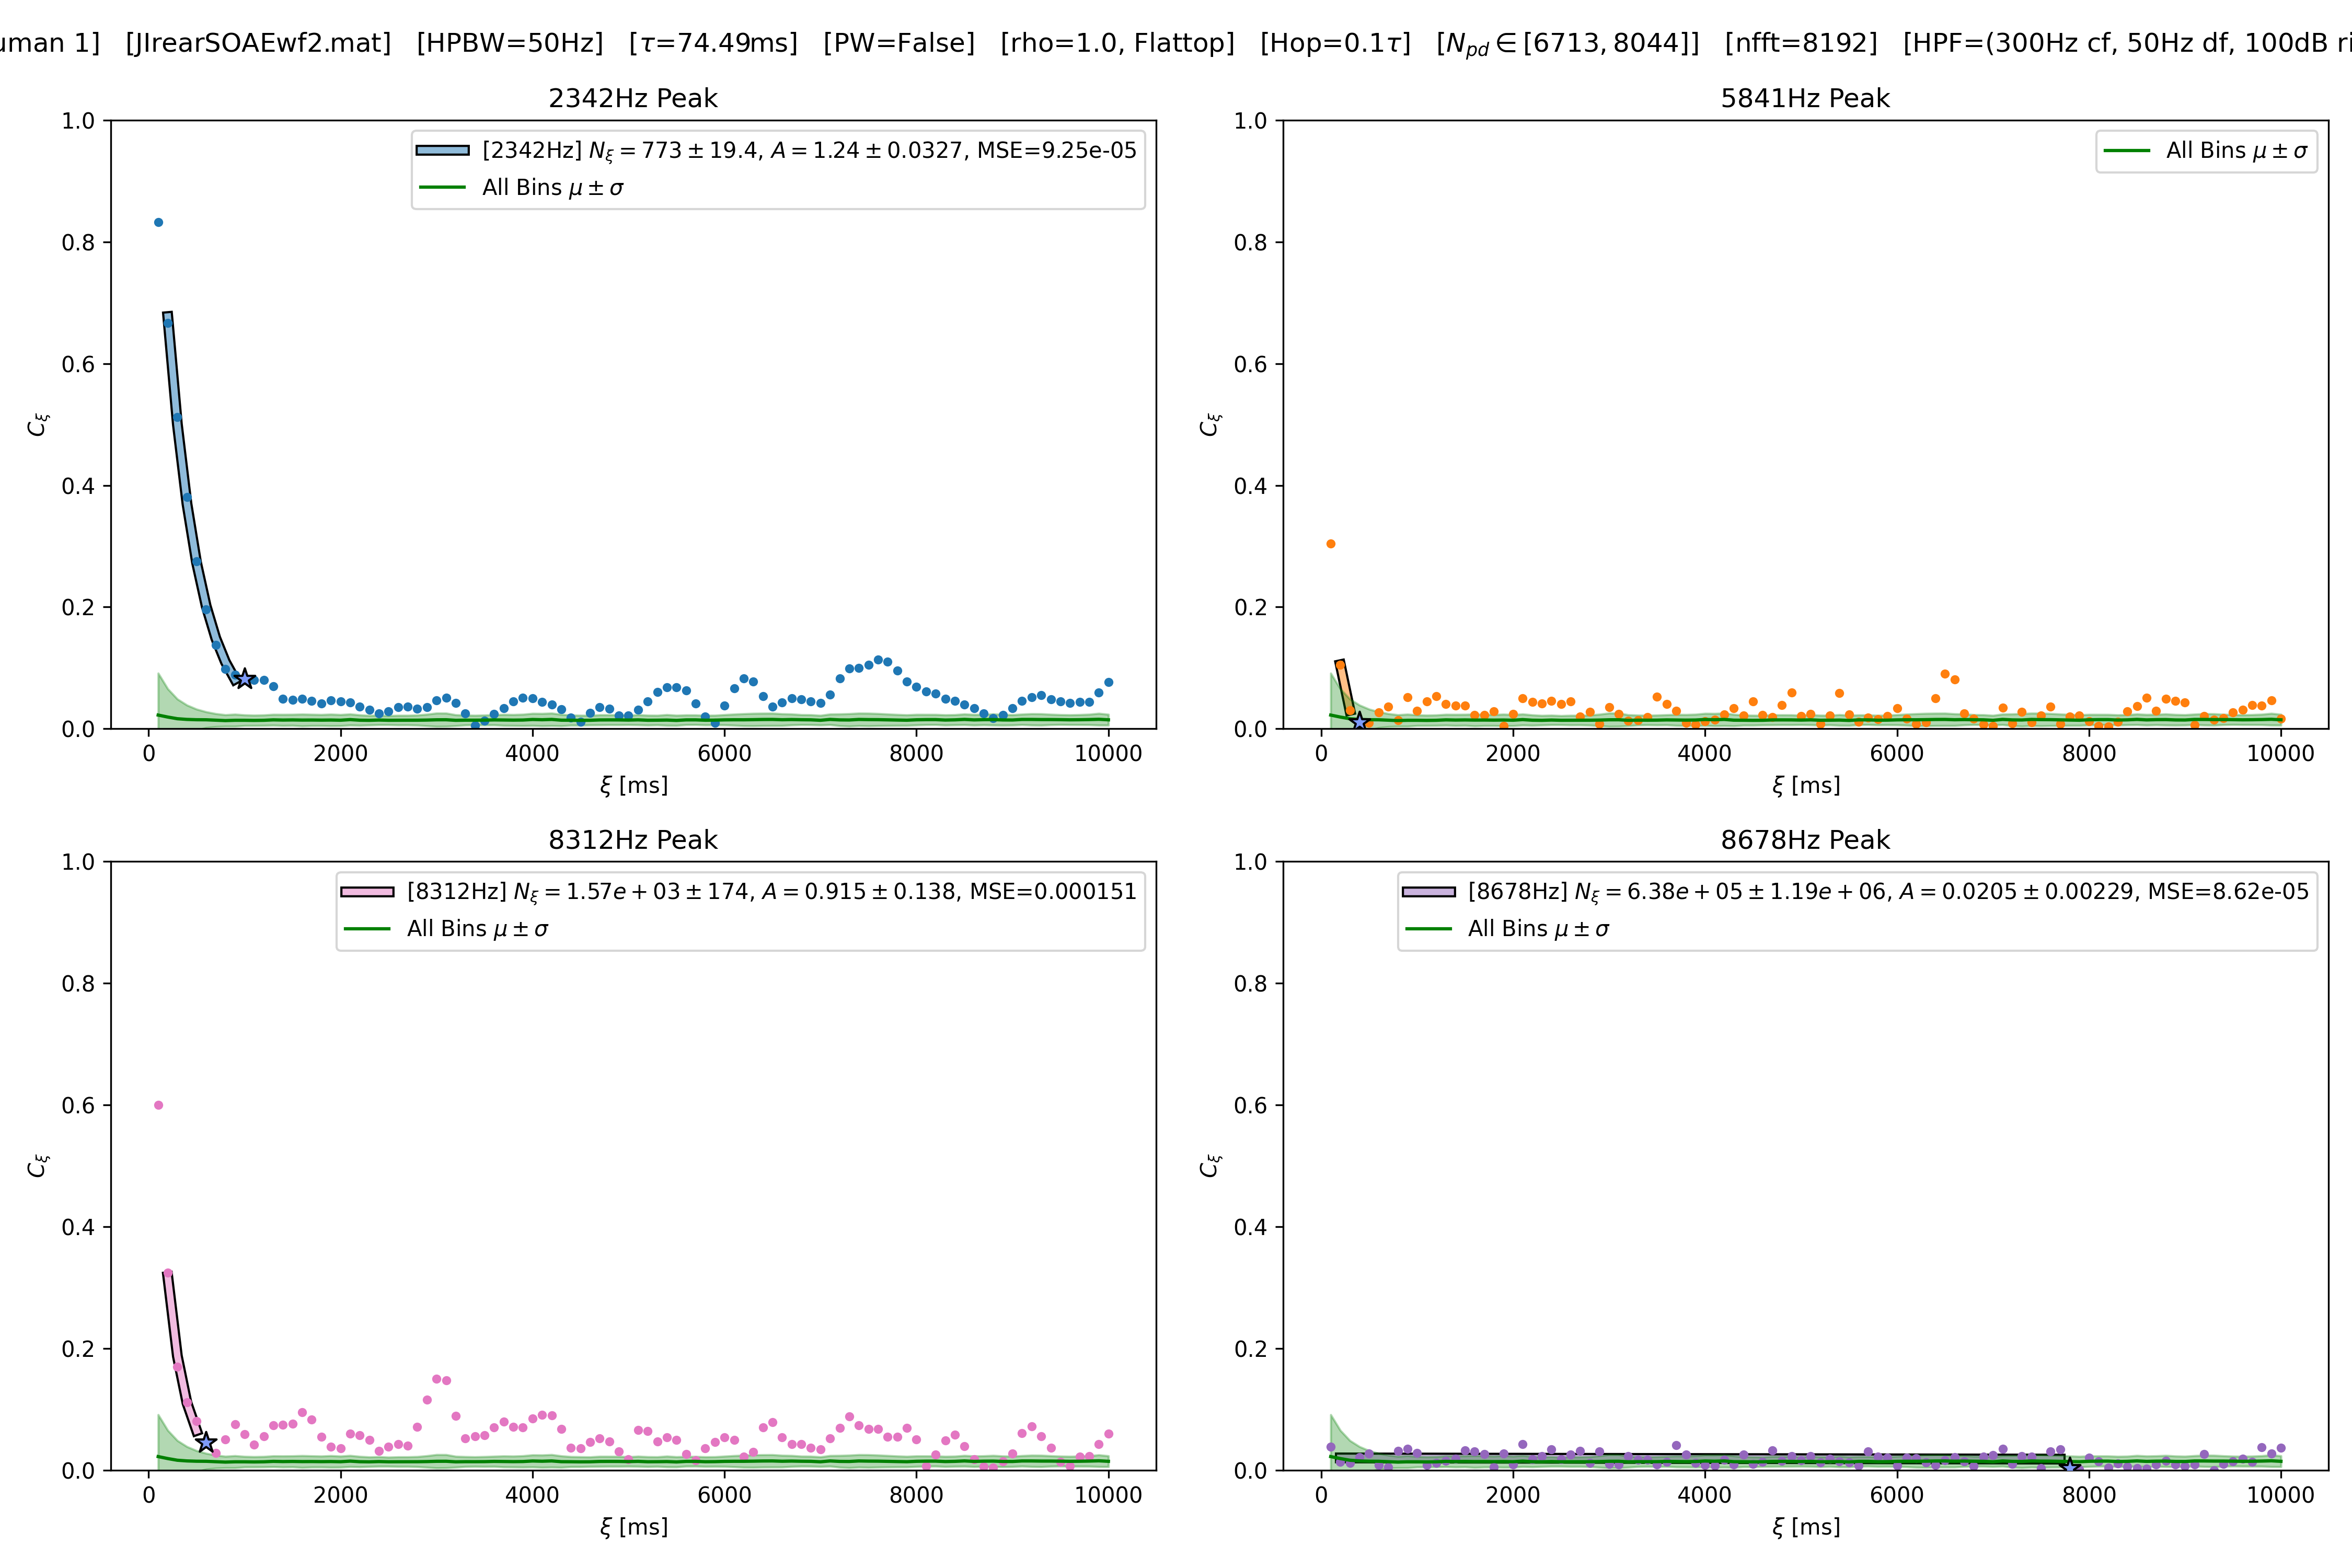 uman 1] [JIrearSOAEwf2.mat] [HPBW=50Hz] [τ=74.49ms] [PW=False] [rho=1.0, Flattop] [Hop=0.1τ] [N_pd ∈ [6713, 8044]] [nfft=8192] [HPF=(300Hz cf, 50Hz df, 100dB ri
2342Hz Peak
[2342Hz] N_ξ = 773 ± 19.4, A = 1.24 ± 0.0327, MSE=9.25e-05
All Bins μ ± σ
1.0
0.8
0.6
0.4
0.2
0.0
C_ξ
0 2000 4000 6000 8000 10000
ξ [ms]
5841Hz Peak
All Bins μ ± σ
1.0
0.8
0.6
0.4
0.2
0.0
C_ξ
0 2000 4000 6000 8000 10000
ξ [ms]
8312Hz Peak
[8312Hz] N_ξ = 1.57e + 03 ± 174, A = 0.915 ± 0.138, MSE=0.000151
All Bins μ ± σ
1.0
0.8
0.6
0.4
0.2
0.0
C_ξ
0 2000 4000 6000 8000 10000
ξ [ms]
8678Hz Peak
[8678Hz] N_ξ = 6.38e + 05 ± 1.19e + 06, A = 0.0205 ± 0.00229, MSE=8.62e-05
All Bins μ ± σ
1.0
0.8
0.6
0.4
0.2
0.0
C_ξ
0 2000 4000 6000 8000 10000
ξ [ms]